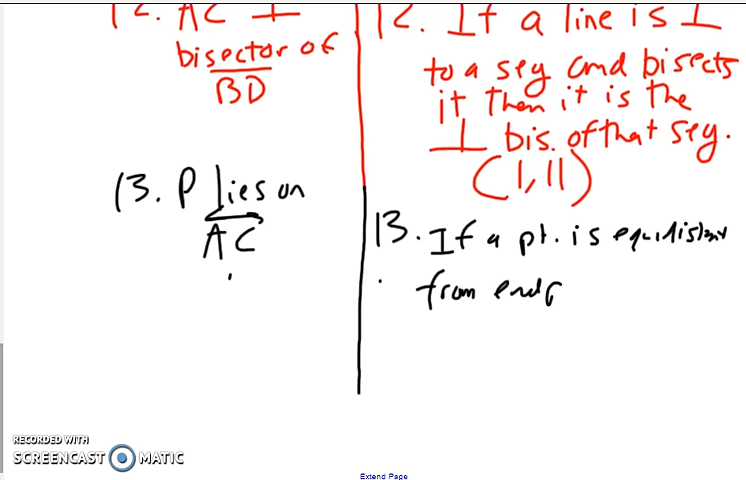 12. AC ⊥
bisector of
BD
12. If a line is ⊥
to a seg and bisects
it then it is the
⊥ bis. of that seg.
(1, 11)
13. P lies on
AC
13. If a pt. is equidistant
from end
RECORDED WITH
SCREENCAST MATIC
Extend Page